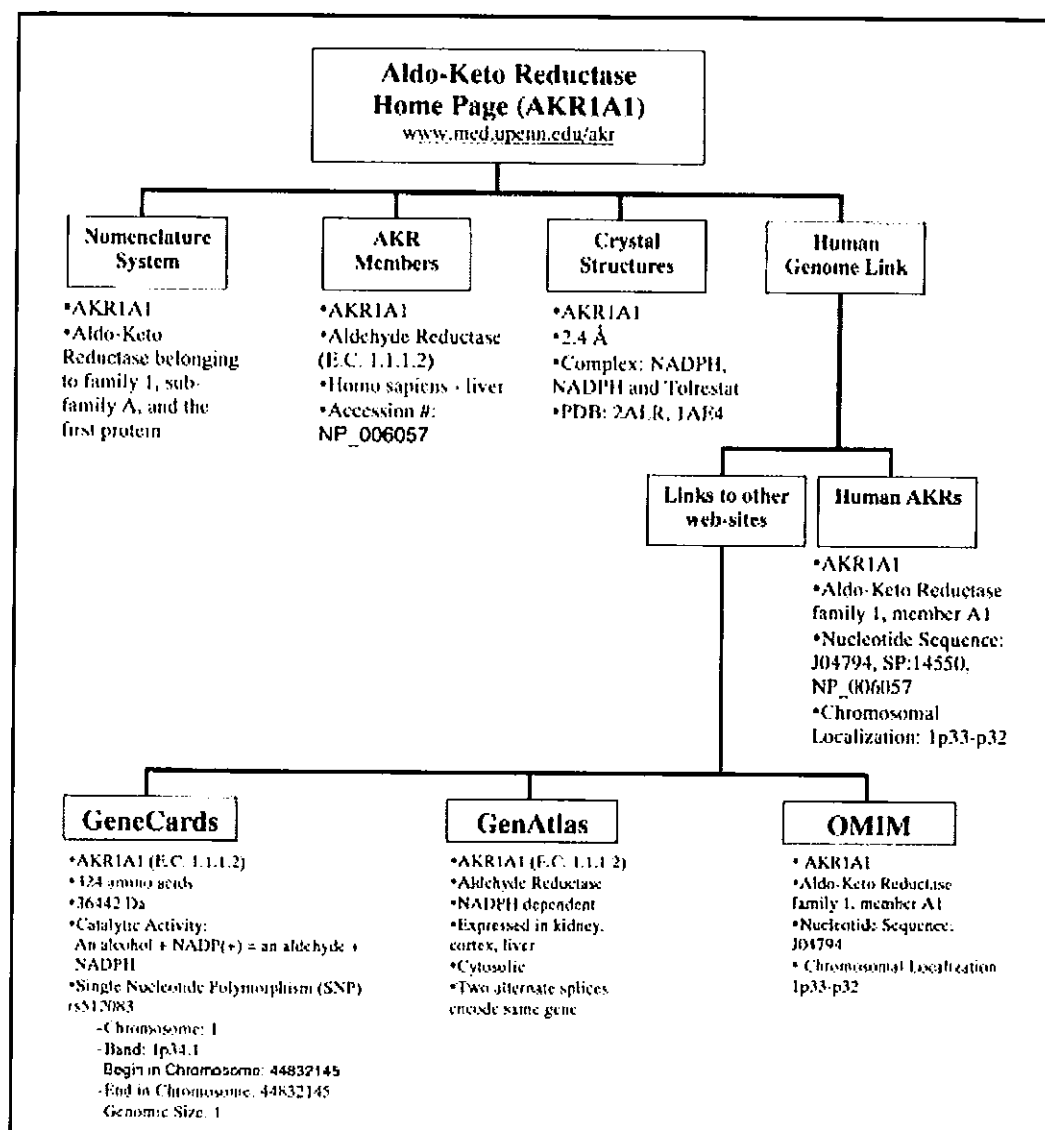 Aldo-Keto Reductase
Home Page (AKR1A1)
www.med.upenn.edu/akr
Nomenclature
System
•AKR1A1
•Aldo-Keto
Reductase belonging
to family 1, sub-
family A, and the
first protein
AKR
Members
•AKR1A1
•Aldehyde Reductase
(E.C. 1.1.1.2)
•Homo sapiens - liver
•Accession #:
NP_006057
Crystal
Structures
•AKR1A1
•2.4 Å
•Complex: NADPH,
NADPH and Tolrestat
•PDB: 2ALR, 1AE4
Human
Genome Link
Links to other
web-sites
Human AKRs
•AKR1A1
•Aldo-Keto Reductase
family 1, member A1
•Nucleotide Sequence:
J04794, SP:14550,
NP_006057
•Chromosomal
Localization: 1p33-p32
GeneCards
•AKR1A1 (E.C. 1.1.1.2)
•324 amino acids
•36442 Da
•Catalytic Activity:
An alcohol + NADP(+) = an aldehyde +
NADPH
•Single Nucleotide Polymorphism (SNP)
rs512083
-Chromosome: 1
-Band: 1p34.1
Begin in Chromosome: 44832145
-End in Chromosome: 44832145
Genomic Size: 1
GenAtlas
•AKR1A1 (E.C. 1.1.1.2)
•Aldehyde Reductase
•NADPH dependent
•Expressed in kidney,
cortex, liver
•Cytosolic
•Two alternate splices
encode same gene
OMIM
• AKR1A1
•Aldo-Keto Reductase
family 1, member A1
•Nucleotide Sequence:
J04794
• Chromosomal Localization
1p33-p32